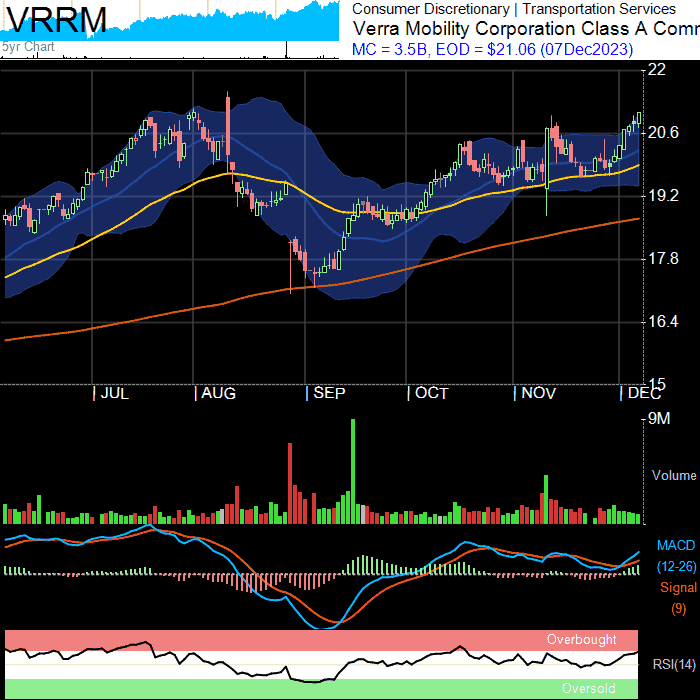 VRRM
5yr Chart
Consumer Discretionary | Transportation Services
Verra Mobility Corporation Class A Comm
MC = 3.5B, EOD = $21.06 (07Dec2023)
22
20.6
19.2
17.8
16.4
15
| JUL | AUG | SEP | OCT | NOV | DEC
9M
Volume
MACD
(12-26)
Signal
(9)
Overbought
RSI(14)
Oversold